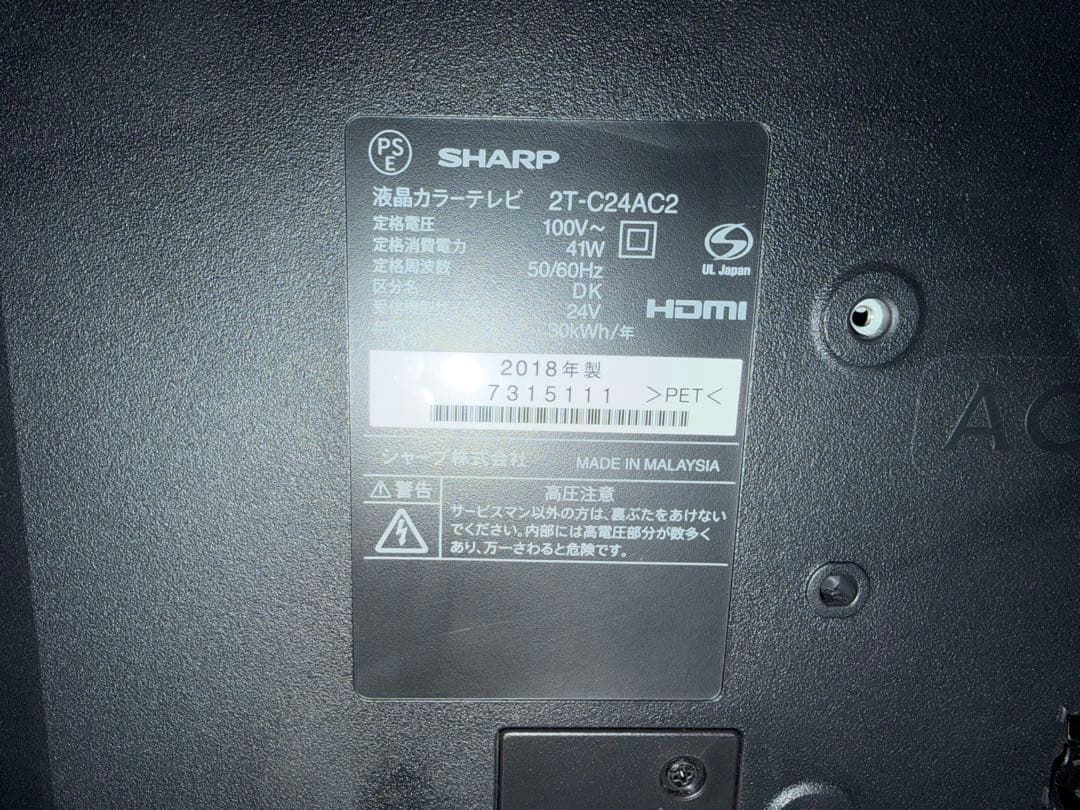 PS
E
SHARP
液晶カラーテレビ 2T-C24AC2
定格電圧 100V～
定格消費電力 41W
定格周波数 50/60Hz
区分名 DK
24V
30kWh/年
UL Japan
HDMI
2018年製
7315111 >PET<
シャープ株式会社 MADE IN MALAYSIA
警告
高圧注意
サービスマン以外の方は、裏ぶたをあけない
でください。内部には高電圧部分が数多く
あり、万一さわると危険です。
AC